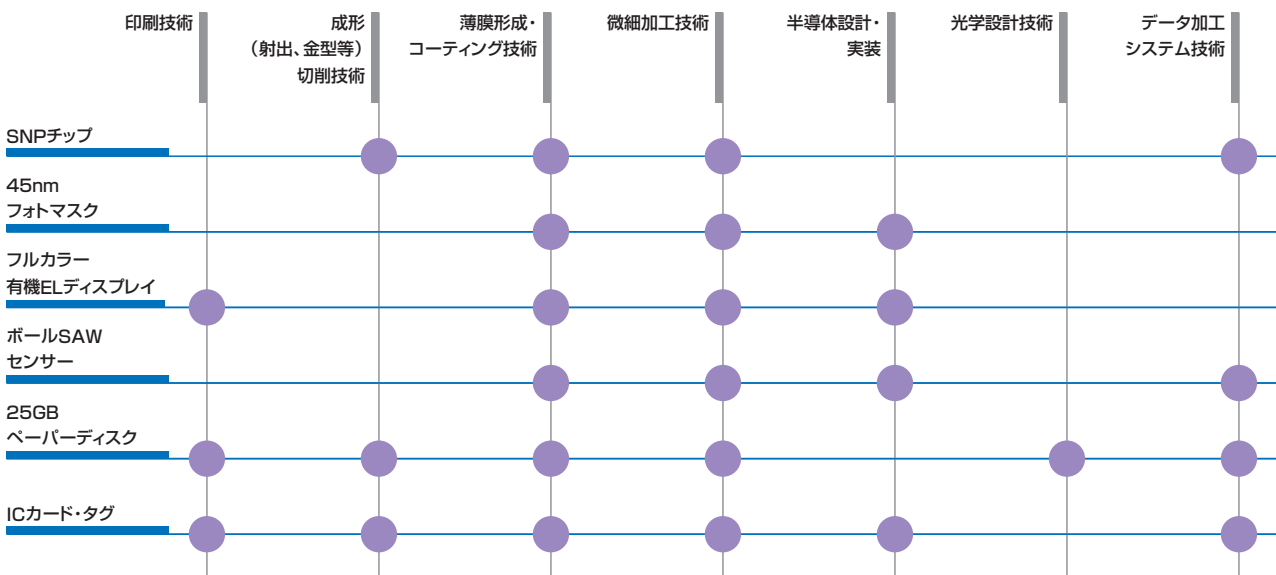 印刷技術
成形
（射出、金型等）
切削技術
薄膜形成・
コーティング技術
微細加工技術
半導体設計・
実装
光学設計技術
データ加工
システム技術
SNPチップ
45nm
フォトマスク
フルカラー
有機ELディスプレイ
ボールSAW
センサー
25GB
ペーパーディスク
ICカード・タグ